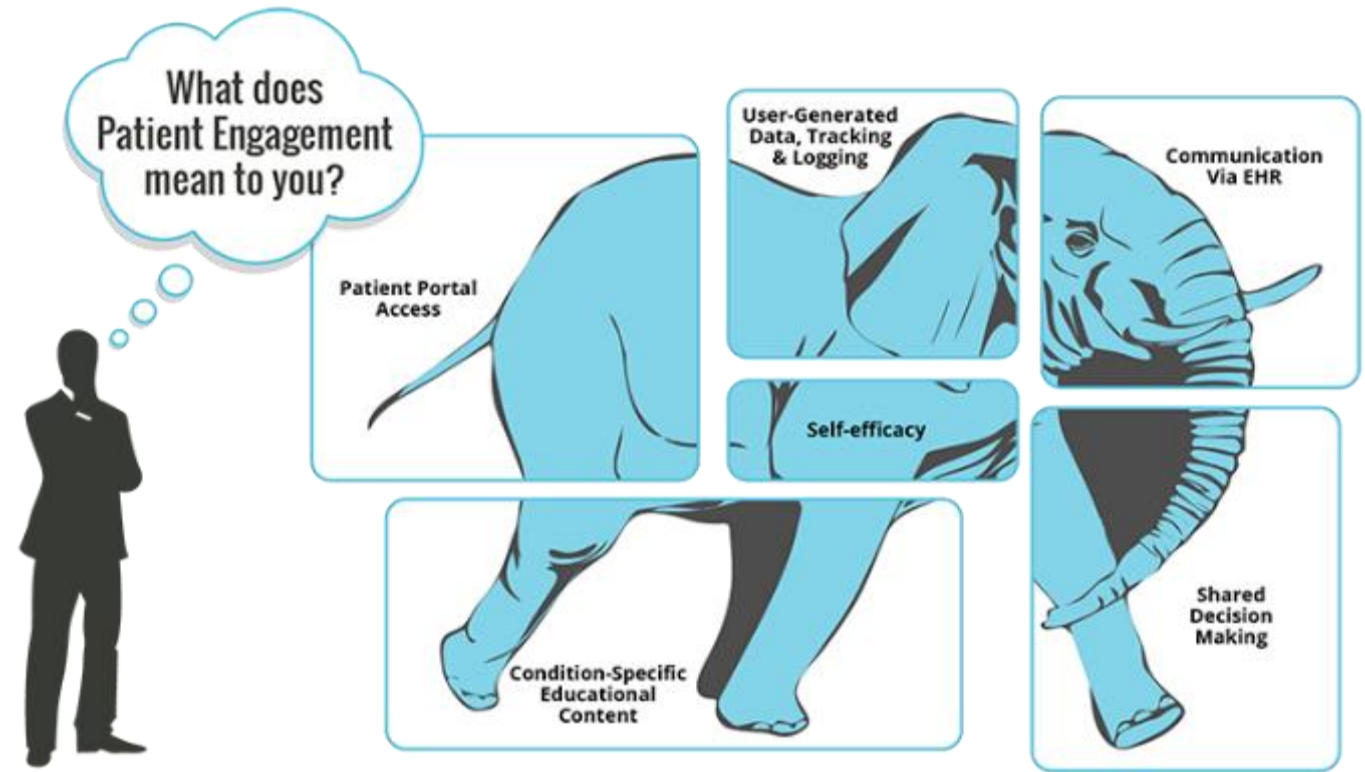 What does
Patient Engagement
mean to you?
Patient Portal
Access
User-Generated
Data, Tracking
& Logging
Communication
Via EHR
Self-efficacy
Condition-Specific
Educational
Content
Shared
Decision
Making